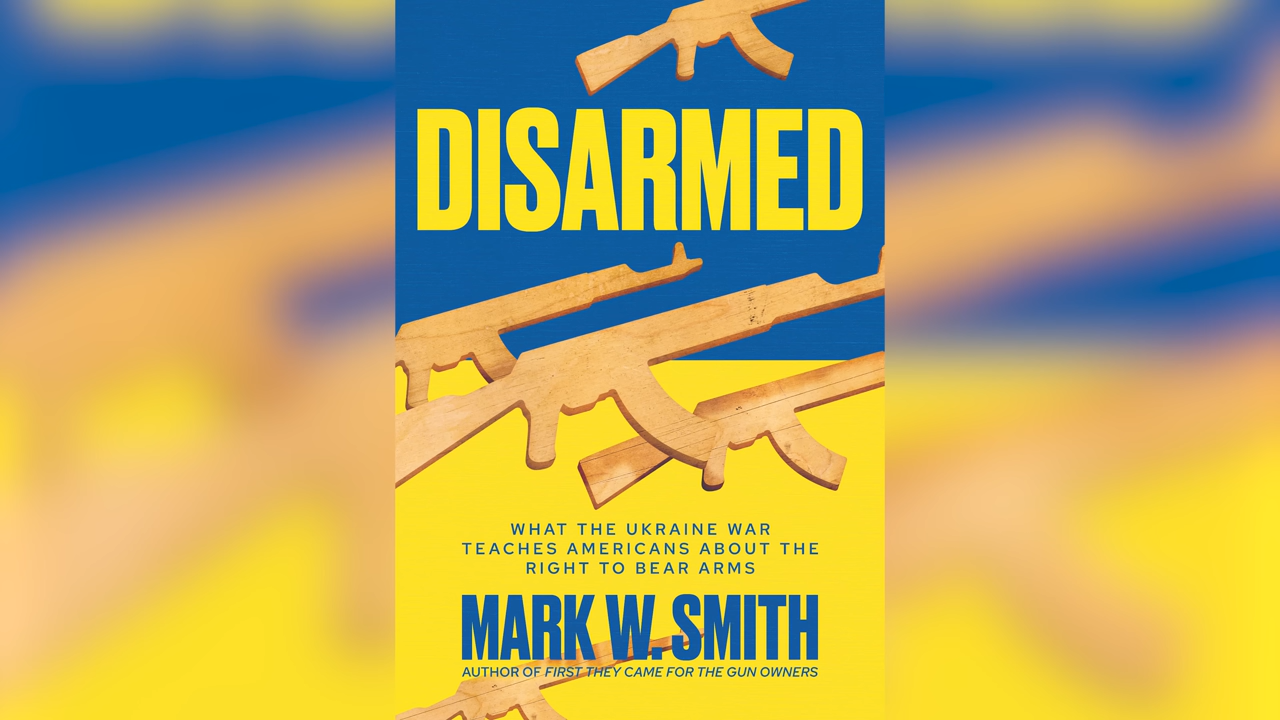 DISARMED
WHAT THE UKRAINE WAR
TEACHES AMERICANS ABOUT THE
RIGHT TO BEAR ARMS
MARK W. SMITH
AUTHOR OF FIRST THEY CAME FOR THE GUN OWNERS